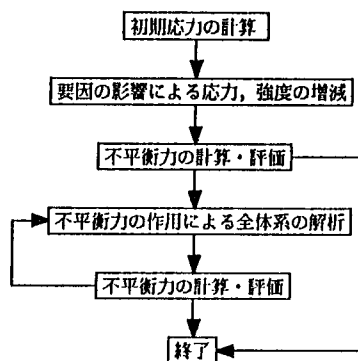 初期応力の計算
要因の影響による応力，強度の増減
不平衡力の計算・評価
不平衡力の作用による全体系の解析
不平衡力の計算・評価
終了